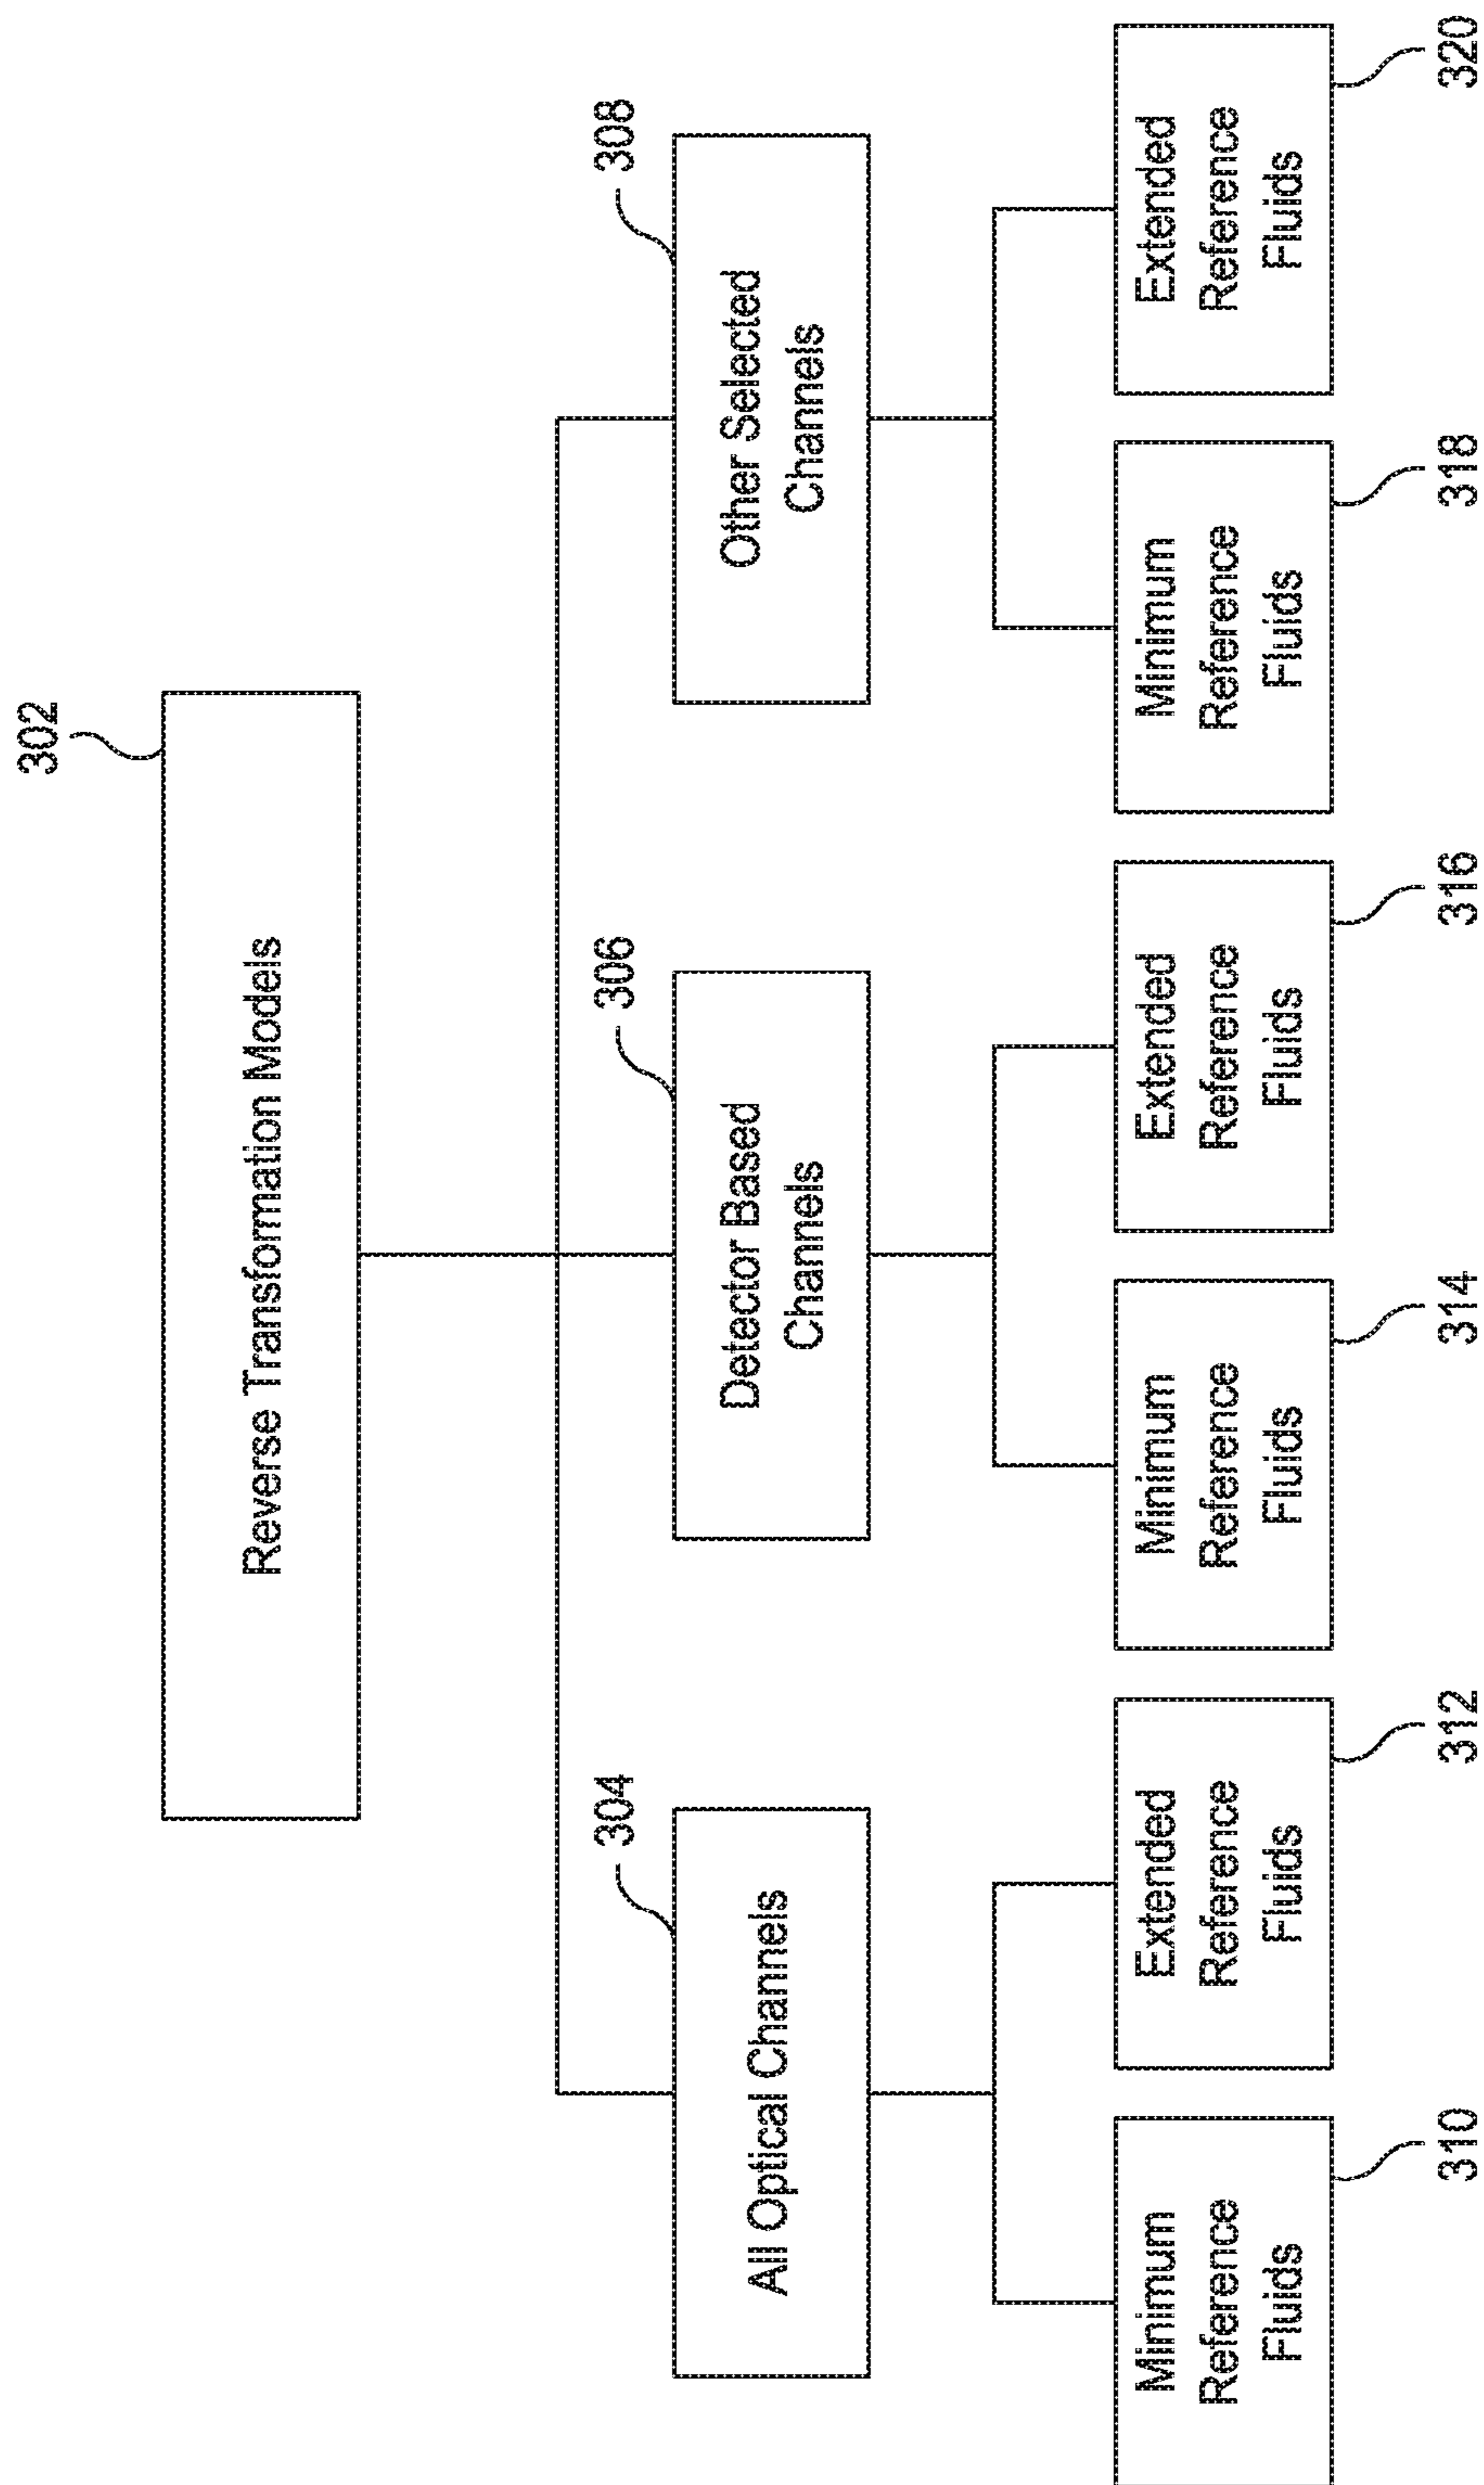 302
Reverse Transformation Models
304
All Optical Channels
306
Detector Based
Channels
308
Other Selected
Channels
Minimum
Reference
Fluids
310
Extended
Reference
Fluids
312
Minimum
Reference
Fluids
314
Extended
Reference
Fluids
316
Minimum
Reference
Fluids
318
Extended
Reference
Fluids
320